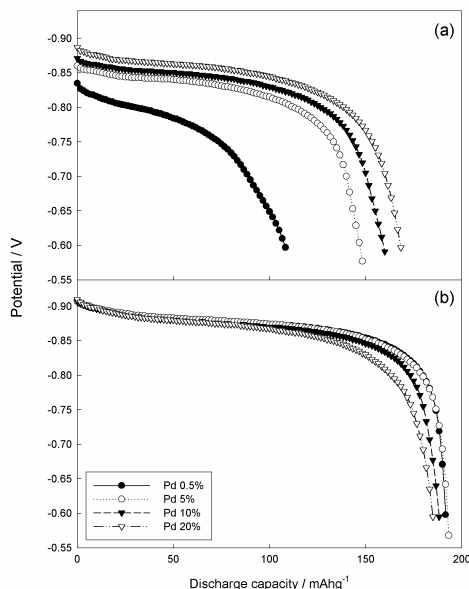 (a)
-0.90
-0.85
-0.80
-0.75
-0.70
-0.65
-0.60
-0.55
Potential / V
(b)
-0.90
-0.85
-0.80
-0.75
-0.70
-0.65
-0.60
-0.55
Pd 0.5%
Pd 5%
Pd 10%
Pd 20%
0 50 100 150 200
Discharge capacity / mAhg⁻¹